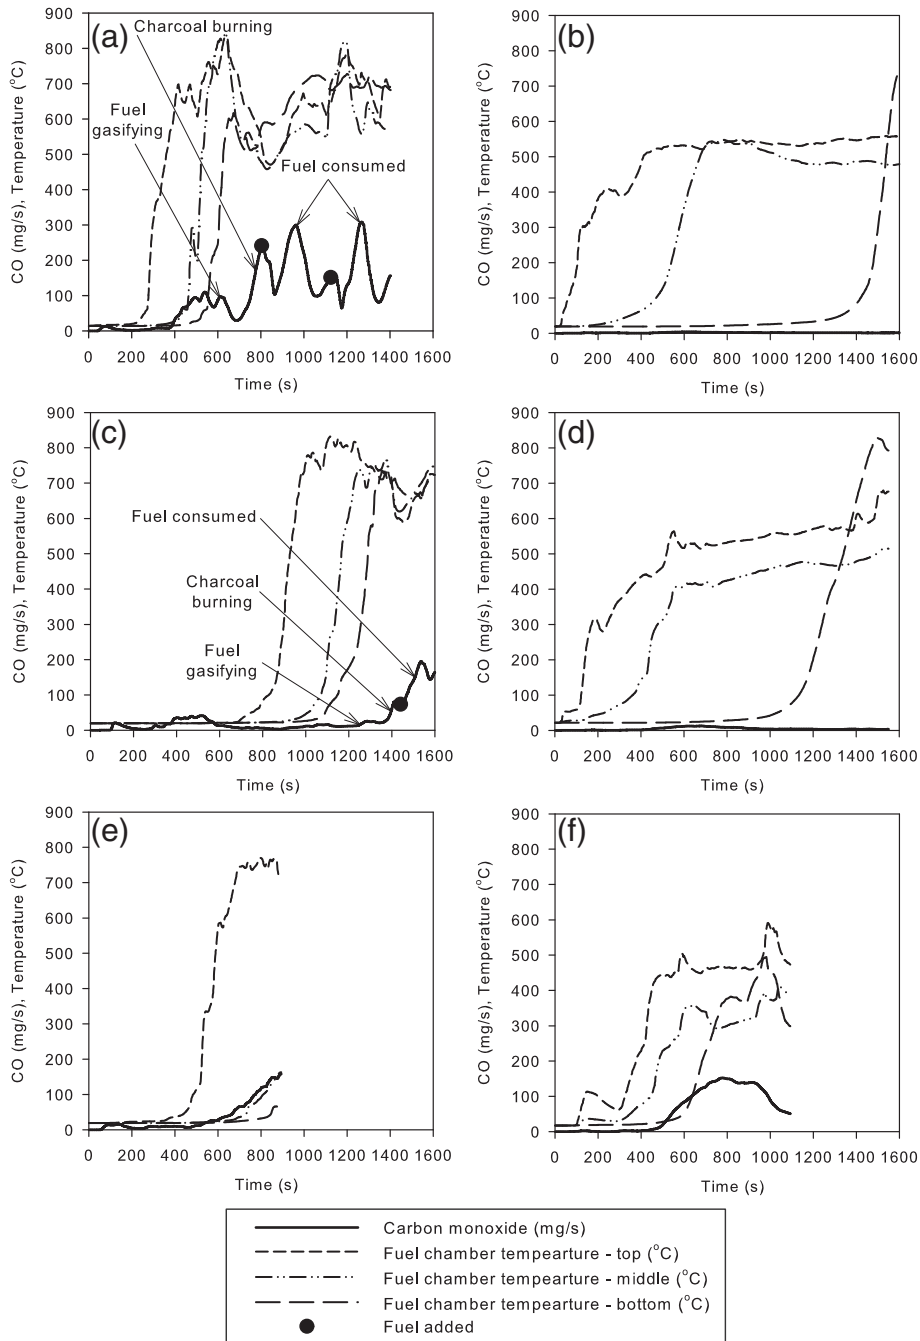 (a)
Charcoal burning
Fuel gasifying
Fuel consumed
CO (mg/s), Temperature (°C)
900
800
700
600
500
400
300
200
100
0
0 200 400 600 800 1000 1200 1400 1600
Time (s)
(b)
CO (mg/s), Temperature (°C)
900
800
700
600
500
400
300
200
100
0
0 200 400 600 800 1000 1200 1400 1600
Time (s)
(c)
Fuel consumed
Charcoal
burning
Fuel
gasifying
CO (mg/s), Temperature (°C)
900
800
700
600
500
400
300
200
100
0
0 200 400 600 800 1000 1200 1400 1600
Time (s)
(d)
CO (mg/s), Temperature (°C)
900
800
700
600
500
400
300
200
100
0
0 200 400 600 800 1000 1200 1400 1600
Time (s)
(e)
CO (mg/s), Temperature (°C)
900
800
700
600
500
400
300
200
100
0
0 200 400 600 800 1000 1200 1400 1600
Time (s)
(f)
CO (mg/s), Temperature (°C)
900
800
700
600
500
400
300
200
100
0
0 200 400 600 800 1000 1200 1400 1600
Time (s)
Carbon monoxide (mg/s)
Fuel chamber tempearture - top (°C)
Fuel chamber tempearture - middle (°C)
Fuel chamber tempearture - bottom (°C)
Fuel added